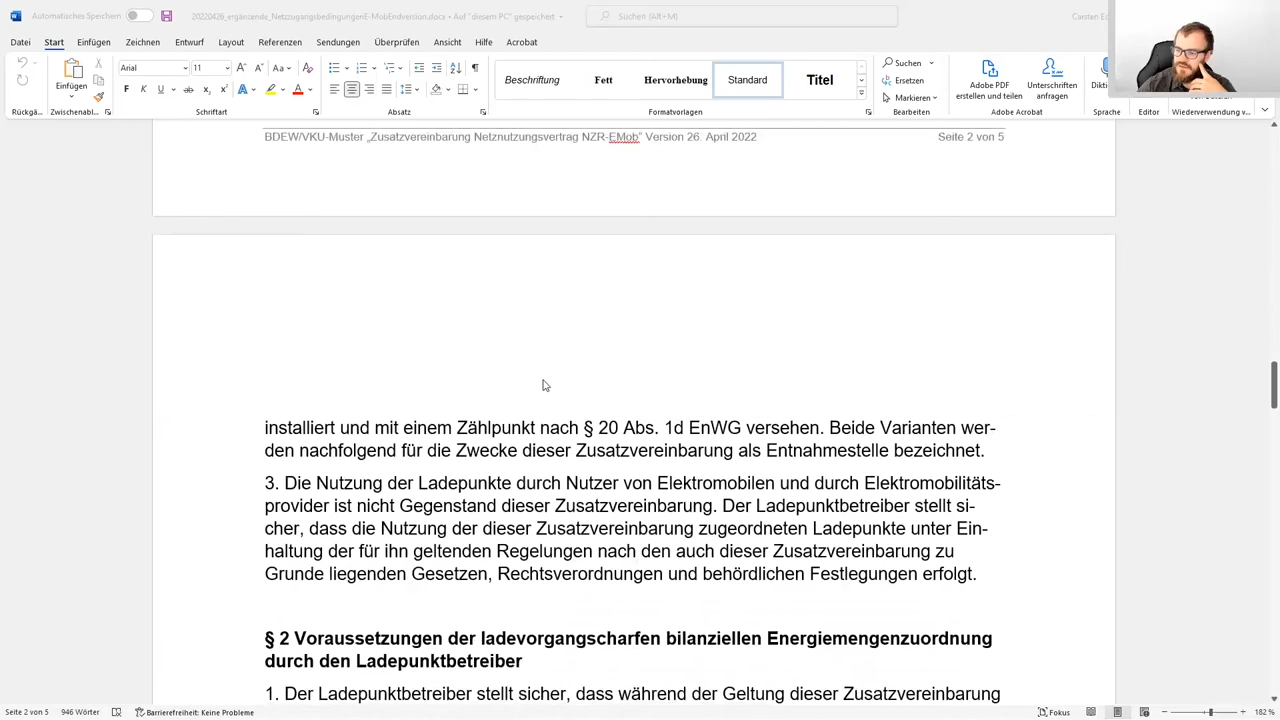 Automatisches Speichern
20220426_ergänzende_NetzzugangsbedingungenE-MobEndversion.docx • Auf "diesem PC" gespeichert
Suchen (Alt+M)
Carsten
Datei Start Einfügen Zeichnen Entwurf Layout Referenzen Sendungen Überprüfen Ansicht Hilfe Acrobat
Einfügen
Arial 11
F K U ab
Beschriftung Fett Hervorhebung Standard Titel
Suchen
Ersetzen
Markieren
Adobe PDF
erstellen und teilen
Unterschriften
anfragen
Dikti
Editor
Rückgäng.. Zwischenabl... Schriftart Absatz Formatvorlagen Bearbeiten Adobe Acrobat Sprache Editor Wiederverwendung v...
BDEW/VKU-Muster „Zusatzvereinbarung Netznutzungsvertrag NZR-EMob“ Version 26. April 2022 Seite 2 von 5
installiert und mit einem Zählpunkt nach § 20 Abs. 1d EnWG versehen. Beide Varianten wer-
den nachfolgend für die Zwecke dieser Zusatzvereinbarung als Entnahmestelle bezeichnet.
3. Die Nutzung der Ladepunkte durch Nutzer von Elektromobilen und durch Elektromobilitäts-
provider ist nicht Gegenstand dieser Zusatzvereinbarung. Der Ladepunktbetreiber stellt si-
cher, dass die Nutzung der dieser Zusatzvereinbarung zugeordneten Ladepunkte unter Ein-
haltung der für ihn geltenden Regelungen nach den auch dieser Zusatzvereinbarung zu
Grunde liegenden Gesetzen, Rechtsverordnungen und behördlichen Festlegungen erfolgt.
§ 2 Voraussetzungen der ladevorgangscharfen bilanziellen Energiemengenzuordnung
durch den Ladepunktbetreiber
1. Der Ladepunktbetreiber stellt sicher, dass während der Geltung dieser Zusatzvereinbarung
Seite 2 von 5 946 Wörter Barrierefreiheit: Keine Probleme Fokus 182 %